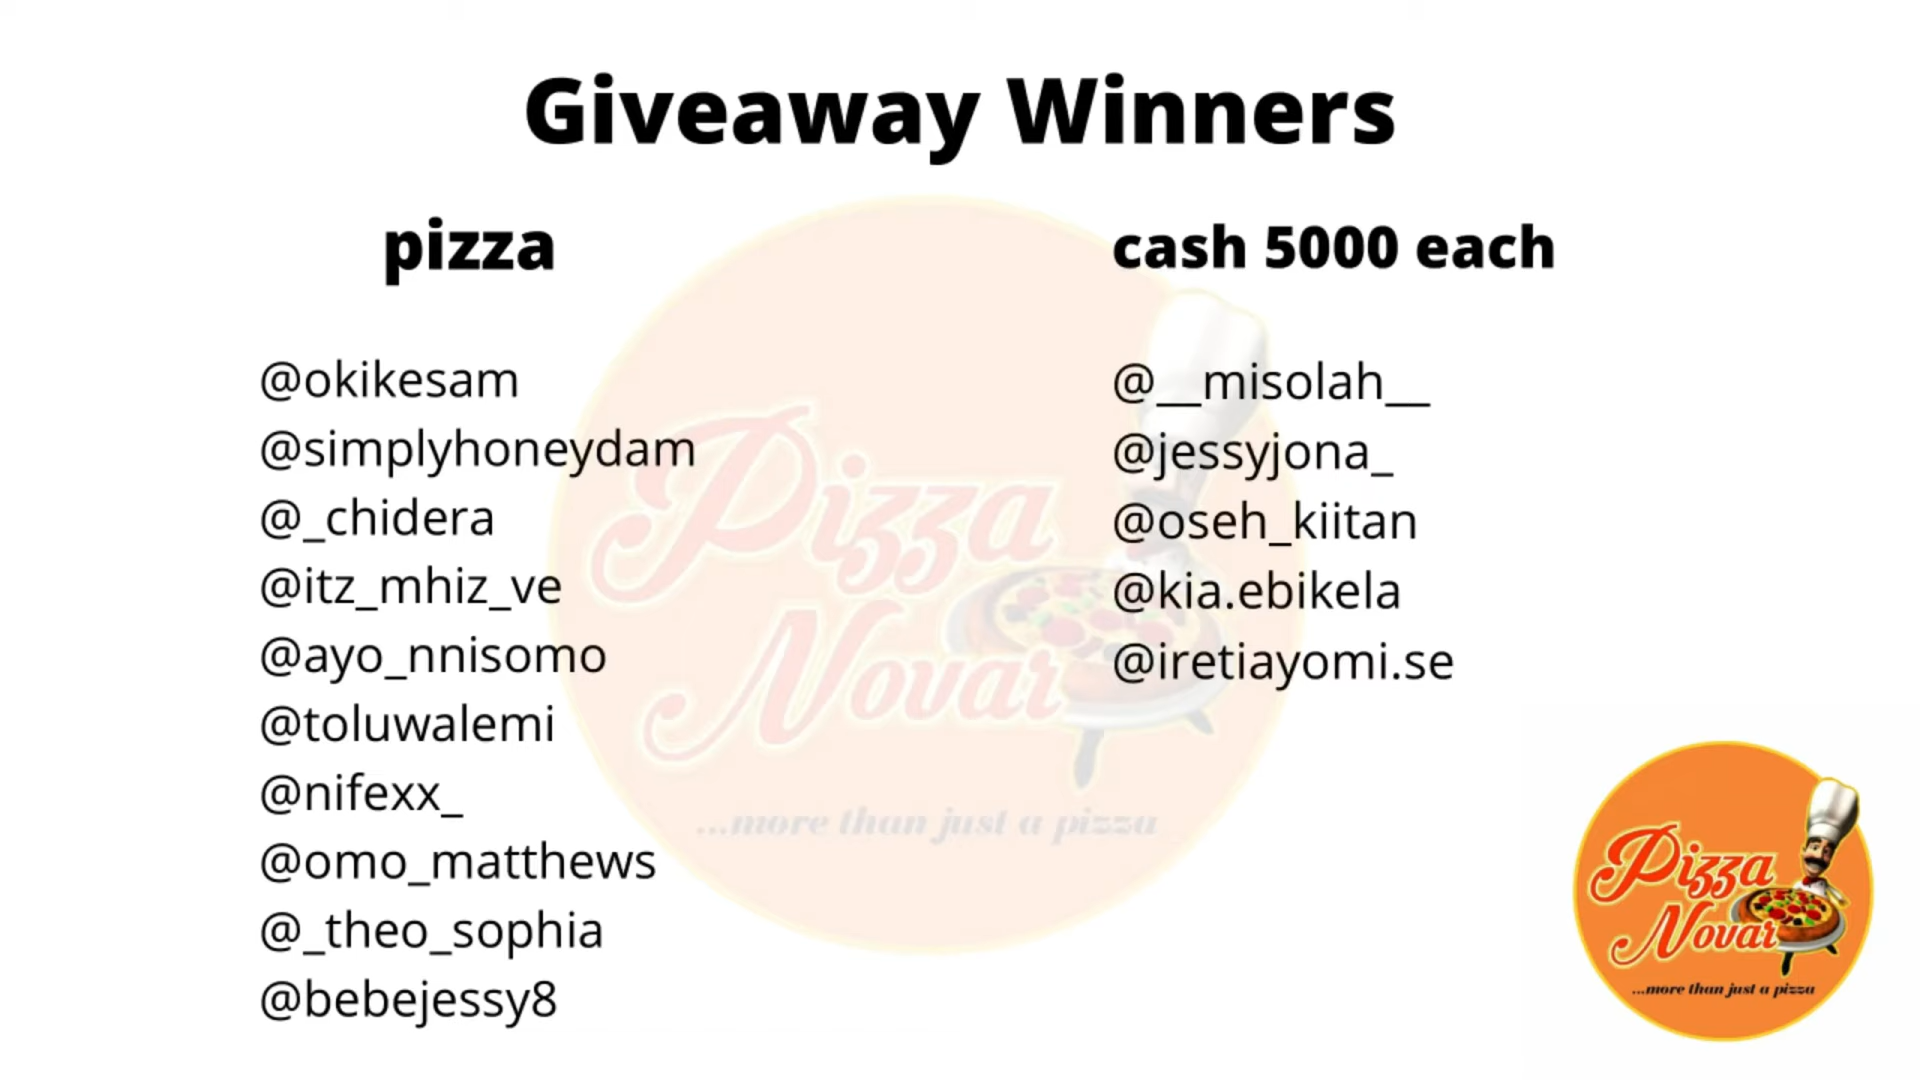 Giveaway Winners
pizza
@okikesam
@simplyhoneydam
@_chidera
@itz_mhiz_ve
@ayo_nnisomo
@toluwalemi
@nifexx_
@omo_matthews
@_theo_sophia
@bebejessy8
cash 5000 each
@__misolah__
@jessyjona_
@oseh_kiitan
@kia.ebikela
@iretiayomi.se
Pizza
Novar
...more than just a pizza
Pizza
Novar
...more than just a pizza